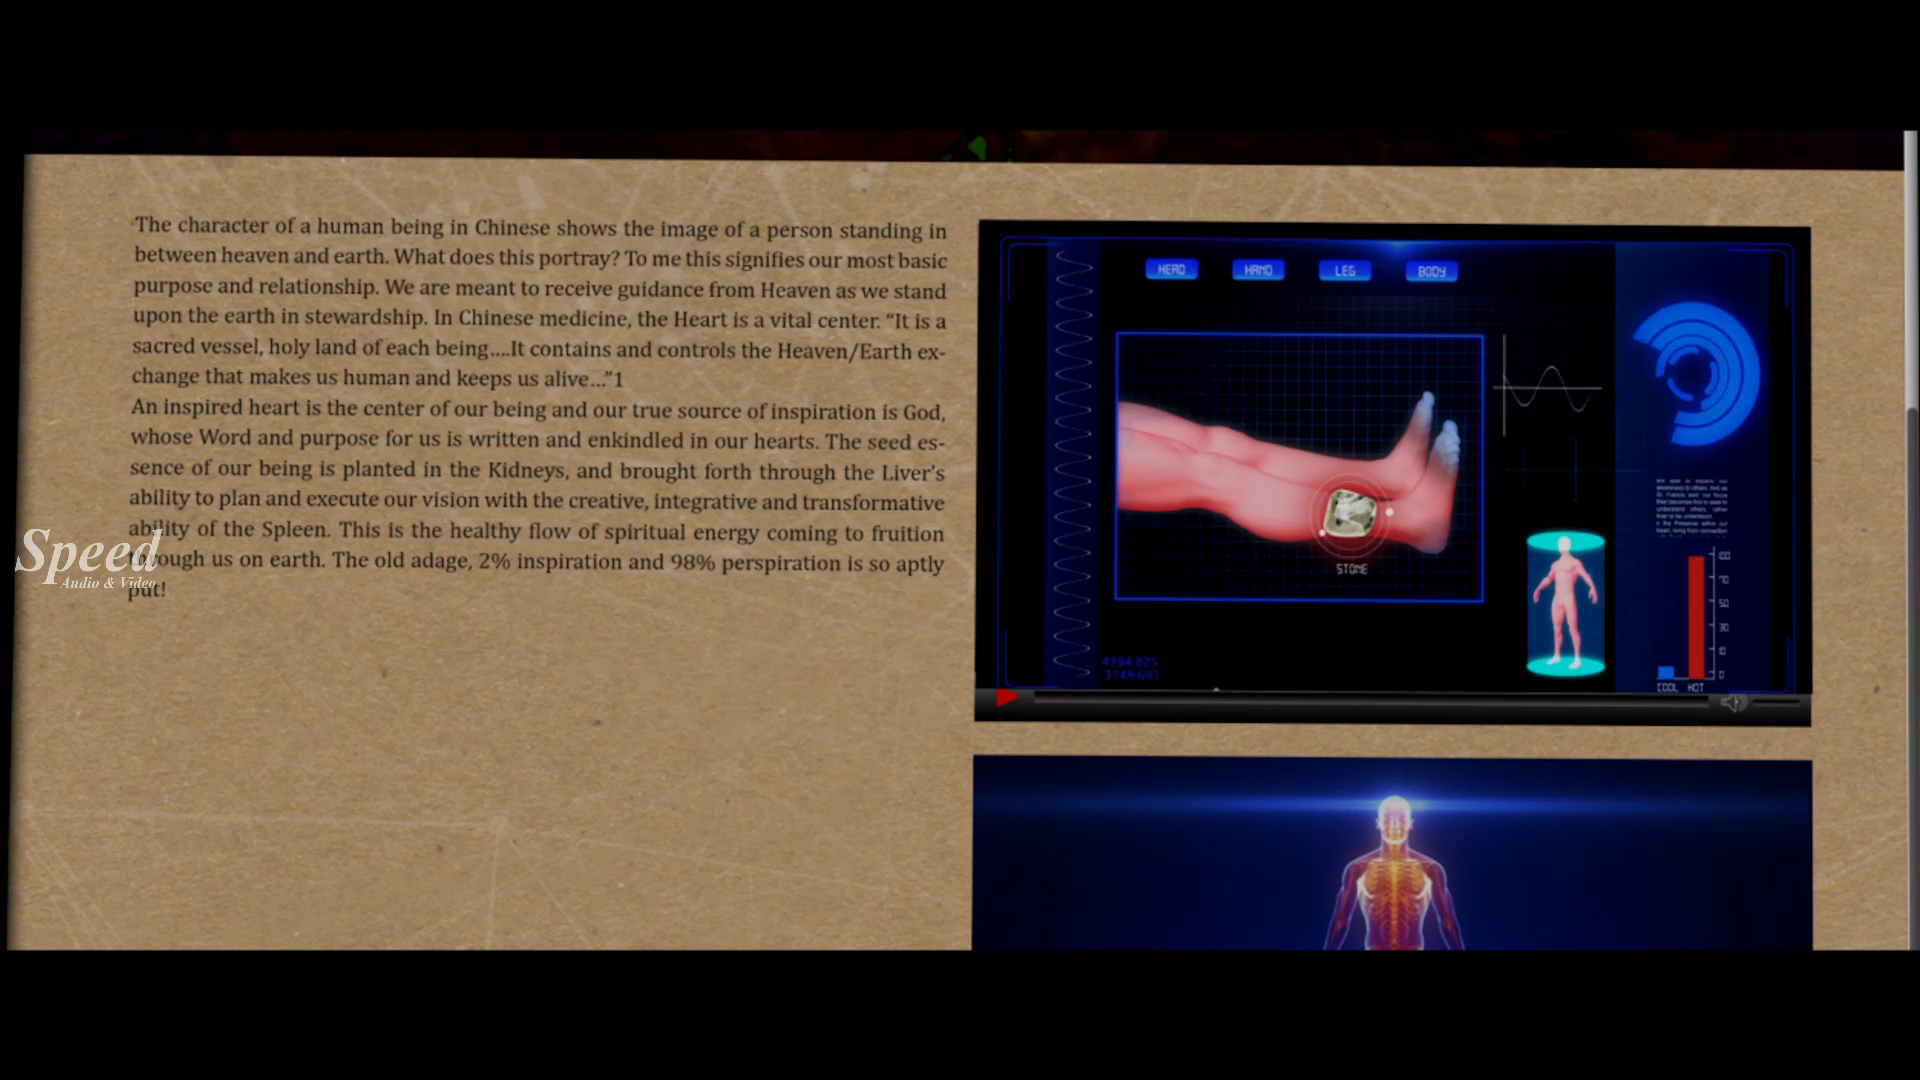 The character of a human being in Chinese shows the image of a person standing in
between heaven and earth. What does this portray? To me this signifies our most basic
purpose and relationship. We are meant to receive guidance from Heaven as we stand
upon the earth in stewardship. In Chinese medicine, the Heart is a vital center. “It is a
sacred vessel, holy land of each being....It contains and controls the Heaven/Earth ex-
change that makes us human and keeps us alive...”1
An inspired heart is the center of our being and our true source of inspiration is God,
whose Word and purpose for us is written and enkindled in our hearts. The seed es-
sence of our being is planted in the Kidneys, and brought forth through the Liver’s
ability to plan and execute our vision with the creative, integrative and transformative
ability of the Spleen. This is the healthy flow of spiritual energy coming to fruition
through us on earth. The old adage, 2% inspiration and 98% perspiration is so aptly
put!
Speed
Audio & Video
HEAD HAND LEG BODY
STONE
4394.825
3149.641
COOL HOT